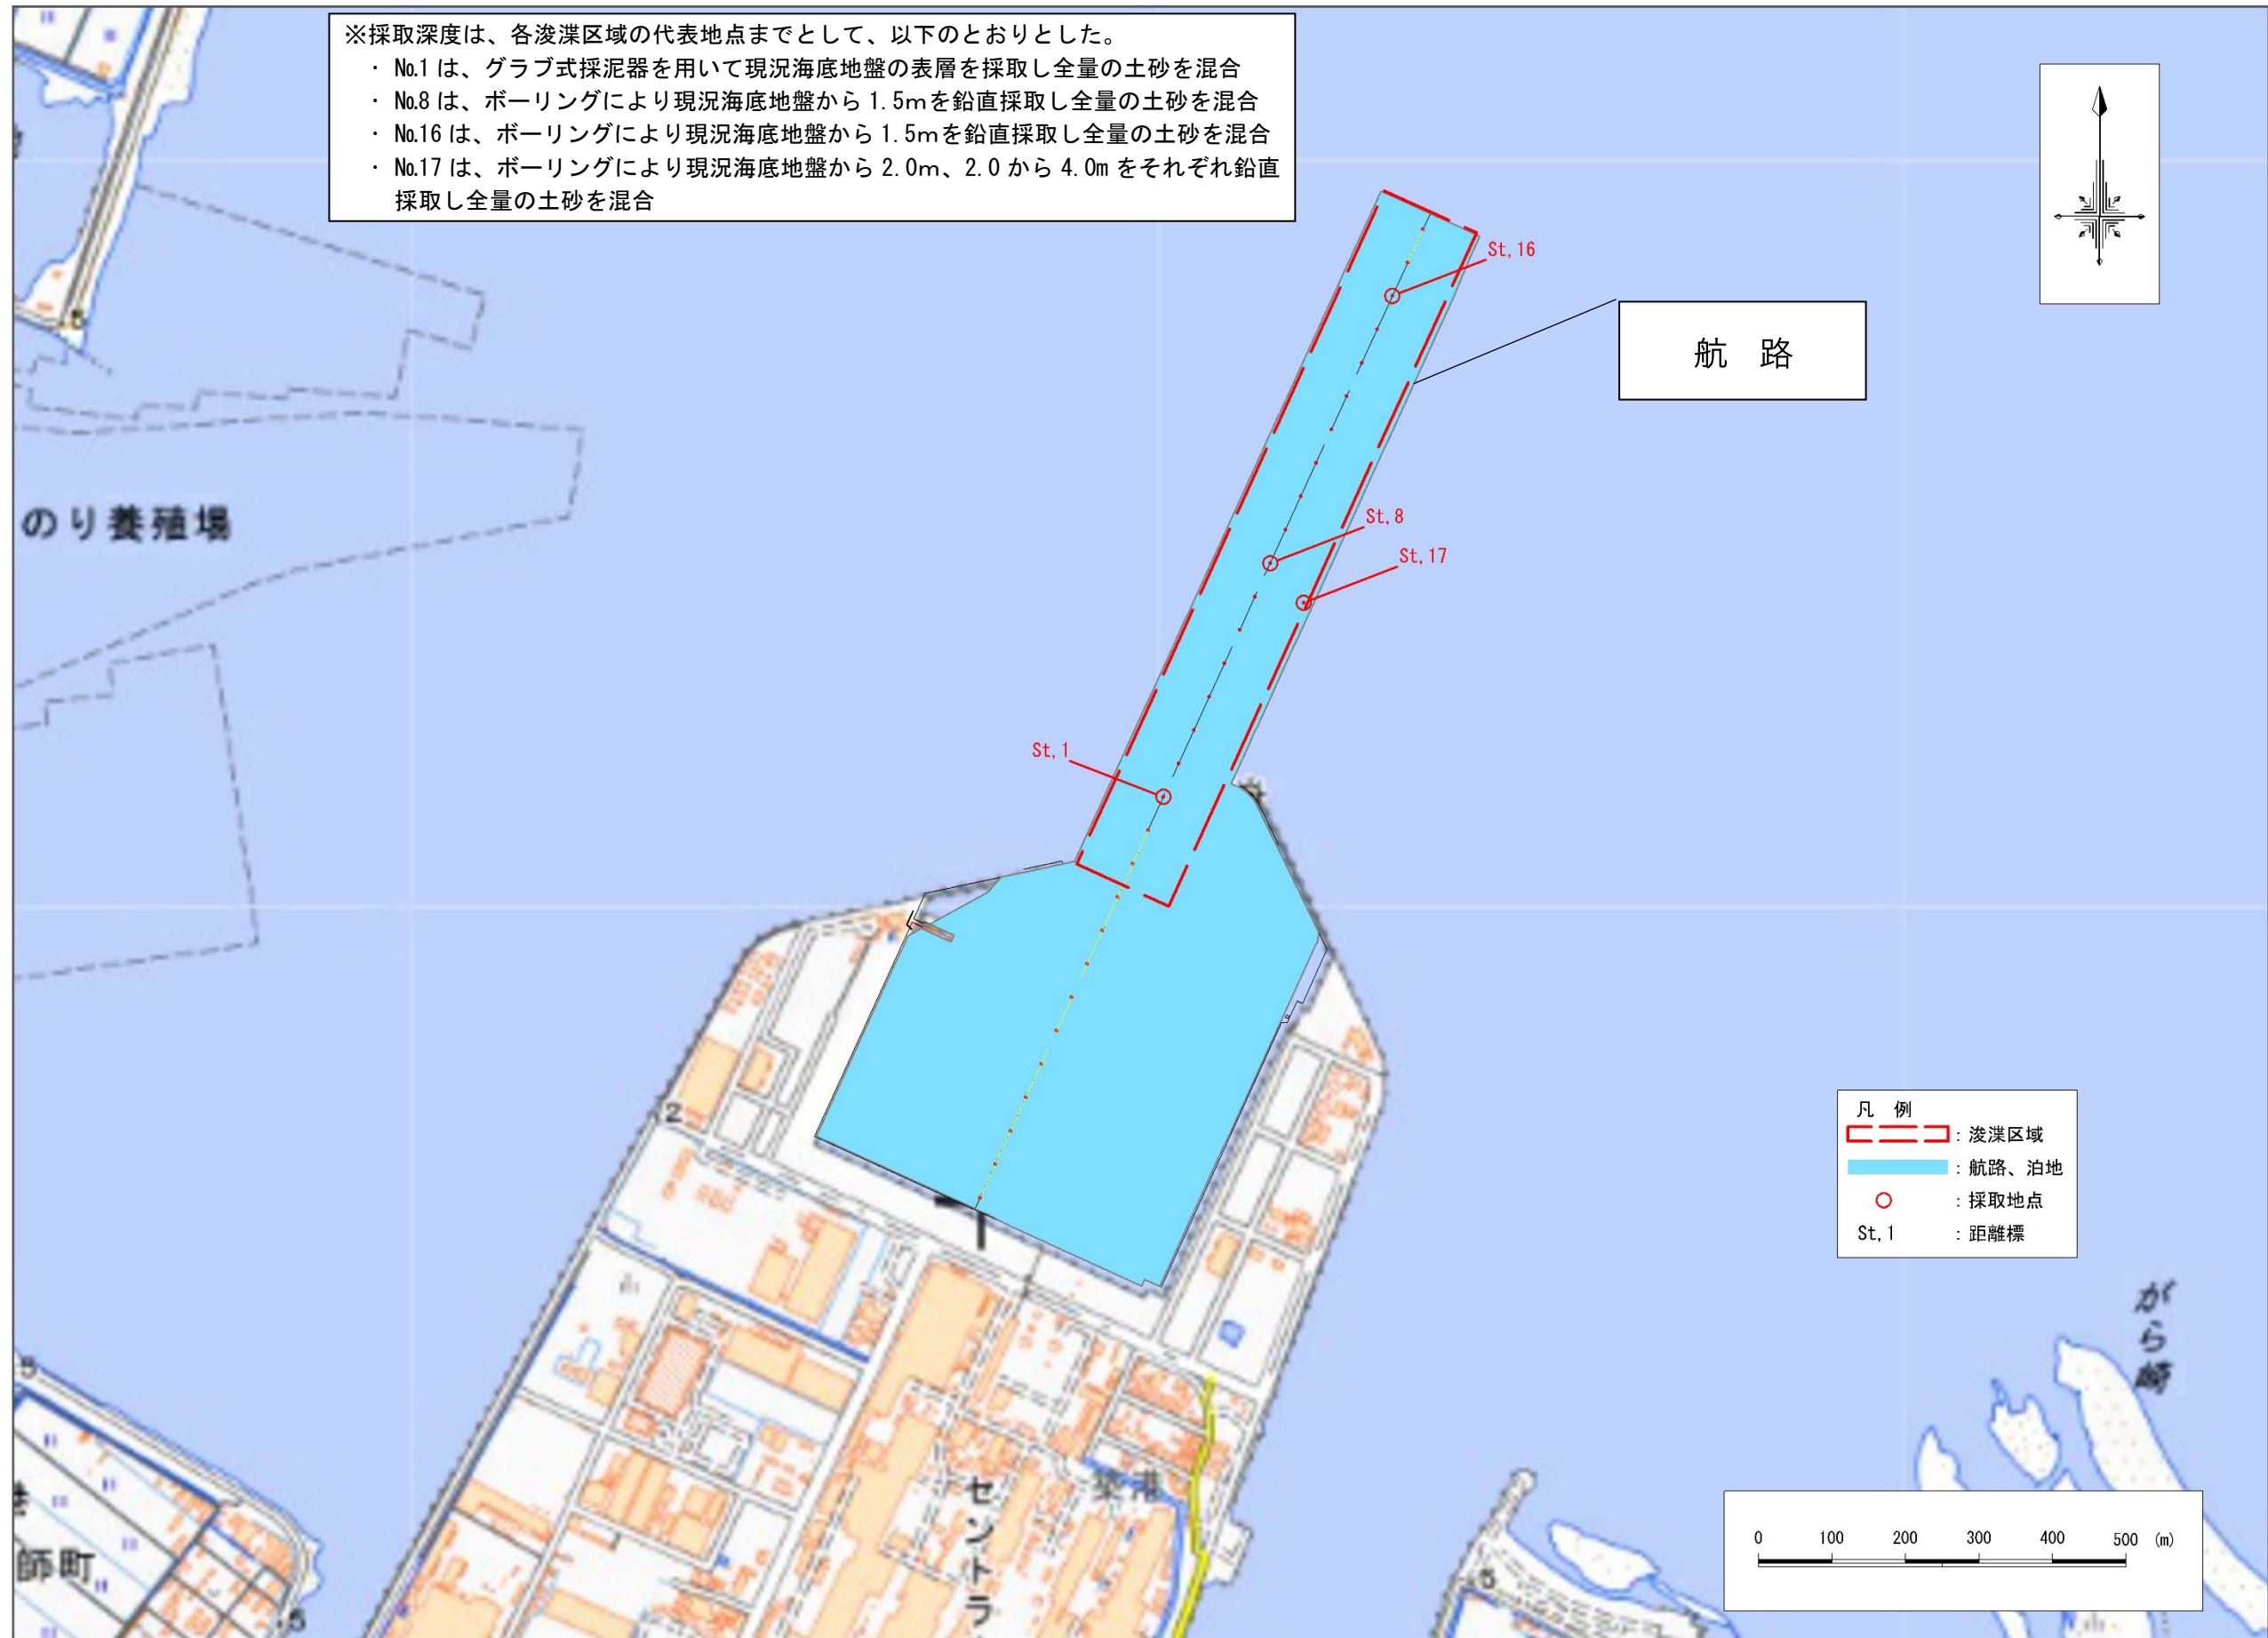 ※採取深度は、各浚渫区域の代表地点までとして、以下のとおりとした。
・ №1 は、グラブ式採泥器を用いて現況海底地盤の表層を採取し全量の土砂を混合
・ №8 は、ボーリングにより現況海底地盤から 1.5mを鉛直採取し全量の土砂を混合
・ №16 は、ボーリングにより現況海底地盤から 1.5mを鉛直採取し全量の土砂を混合
・ №17 は、ボーリングにより現況海底地盤から 2.0m、2.0 から 4.0m をそれぞれ鉛直
採取し全量の土砂を混合
St,16
航 路
St,8
St,17
のり養殖場
St,1
2
凡 例
: 浚渫区域
: 航路、泊地
: 採取地点
St,1 : 距離標
がら崎
築港
セントラ
師町
0 100 200 300 400 500 (m)
5
5
5
5